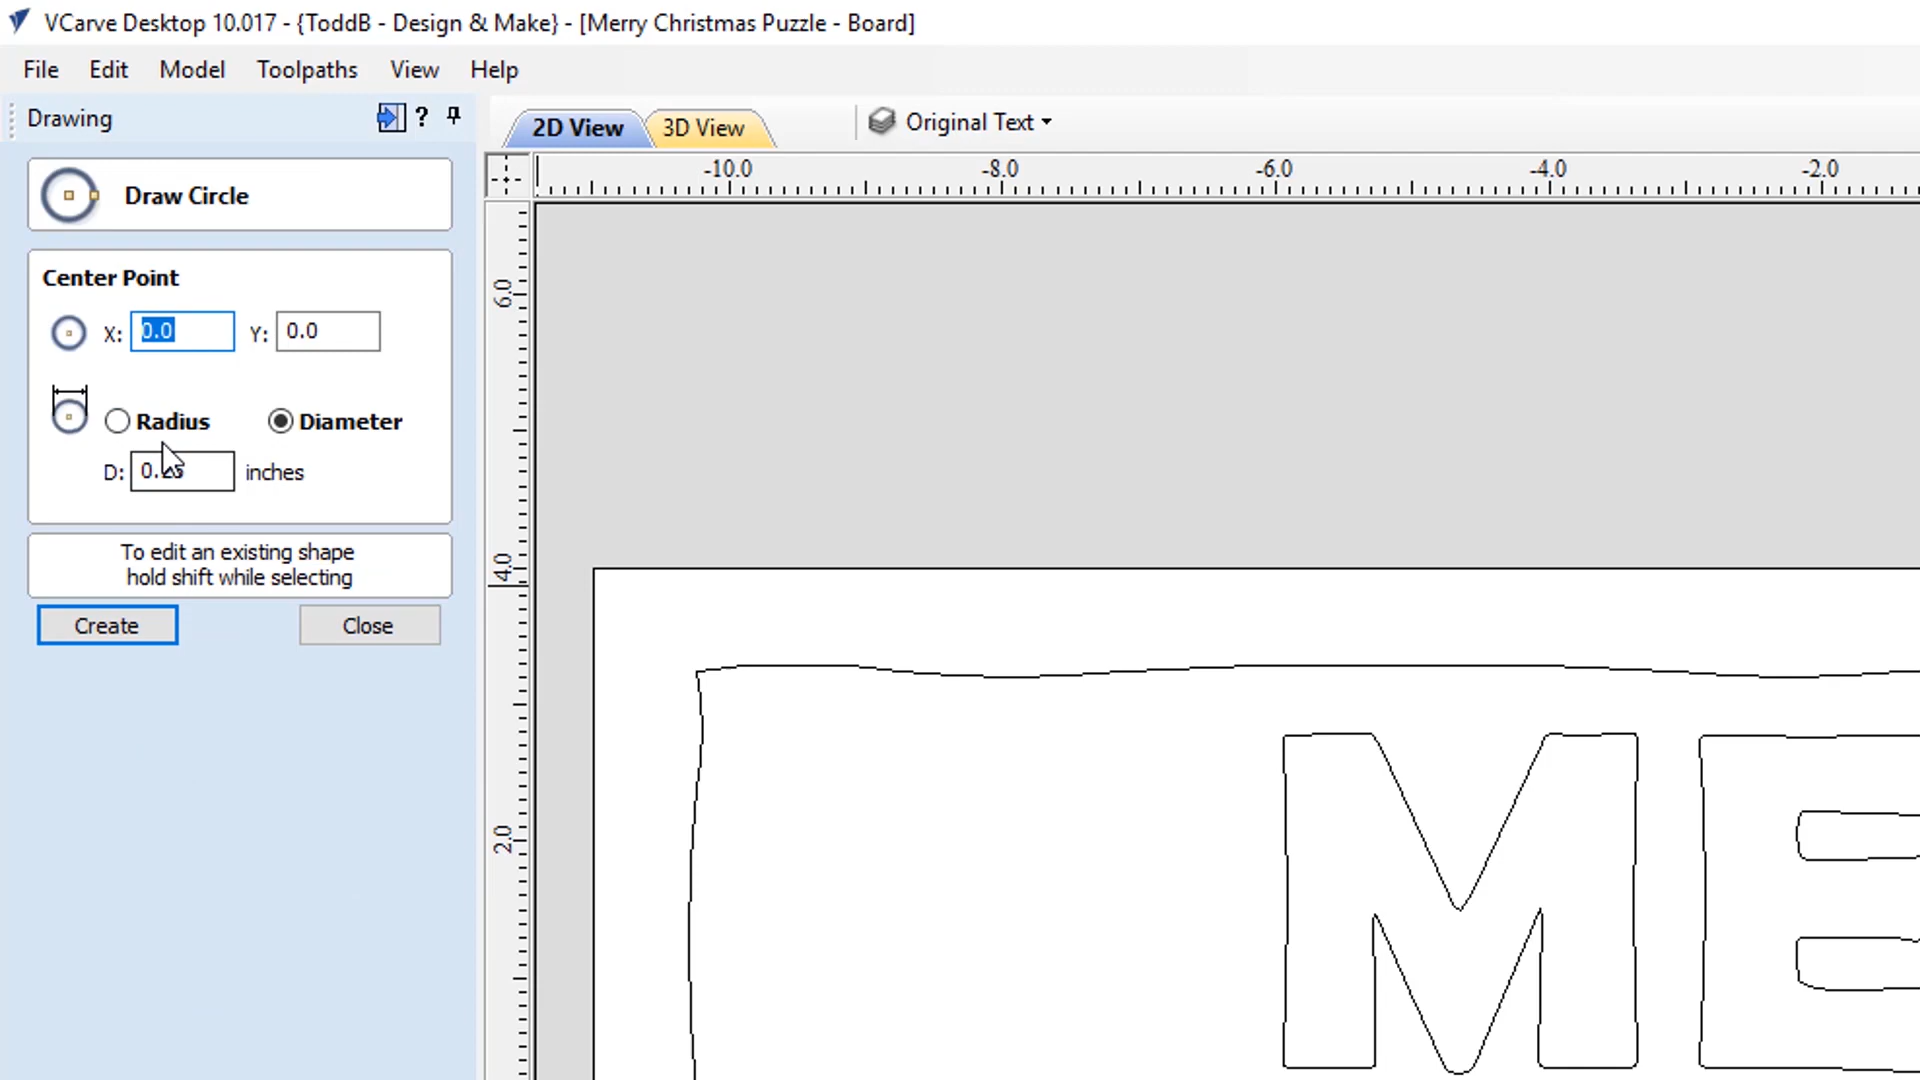 VCarve Desktop 10.017 - {ToddB - Design & Make} - [Merry Christmas Puzzle - Board]
File Edit Model Toolpaths View Help
Drawing ?
2D View 3D View Original Text
Draw Circle
-10.0 -8.0 -6.0 -4.0 -2.0
6.0
4.0
2.0
Center Point
X: 0.0 Y: 0.0
Radius Diameter
D: inches
To edit an existing shape
hold shift while selecting
Create Close
ME